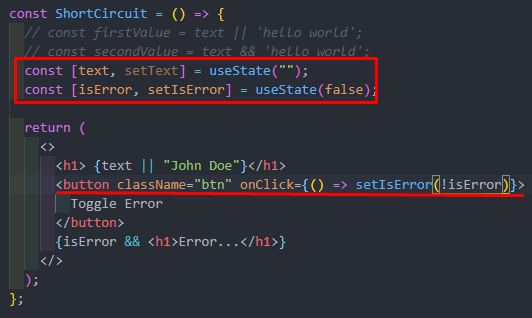 const ShortCircuit = () => {
  // const firstValue = text || 'hello world';
  // const secondValue = text && 'hello world';
  const [text, setText] = useState("");
  const [isError, setIsError] = useState(false);
  return (
    <>
      <h1> {text || "John Doe"}</h1>
      <button className="btn" onClick={() => setIsError(!isError)}>
        Toggle Error
      </button>
      {isError && <h1>Error...</h1>}
    </>
  );
};